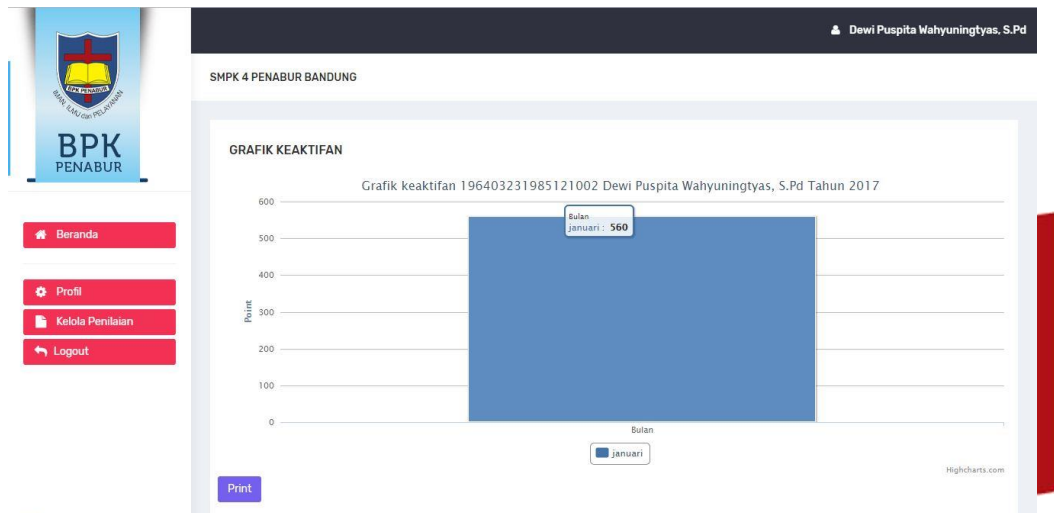 BPK PENABUR
IMAN, ILMU dan PELAYANAN
BPK
PENABUR
Beranda
Profil
Kelola Penilaian
Logout
Dewi Puspita Wahyuningtyas, S.Pd
SMPK 4 PENABUR BANDUNG
GRAFIK KEAKTIFAN
Grafik keaktifan 196403231985121002 Dewi Puspita Wahyuningtyas, S.Pd Tahun 2017
Point
600
500
400
300
200
100
0
Bulan
januari : 560
Bulan
januari
Highcharts.com
Print